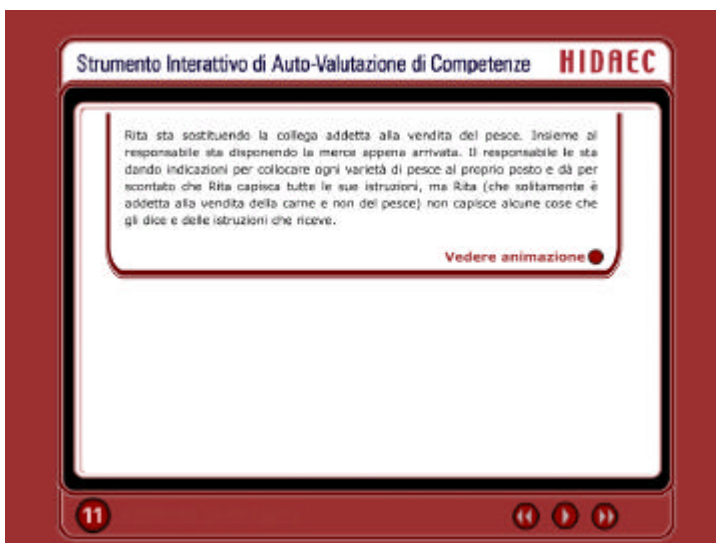 Strumento Interattivo di Auto-Valutazione di Competenze HIDAEC
Rita sta sostituendo la collega addetta alla vendita del pesce. Insieme al
responsabile sta disponendo la merce appena arrivata. Il responsabile le sta
dando indicazioni per collocare ogni varietà di pesce al proprio posto e dà per
scontato che Rita capisca tutte le sue istruzioni, ma Rita (che solitamente è
addetta alla vendita della carne e non del pesce) non capisce alcune cose che
gli dice e delle istruzioni che riceve.
Vedere animazione
11